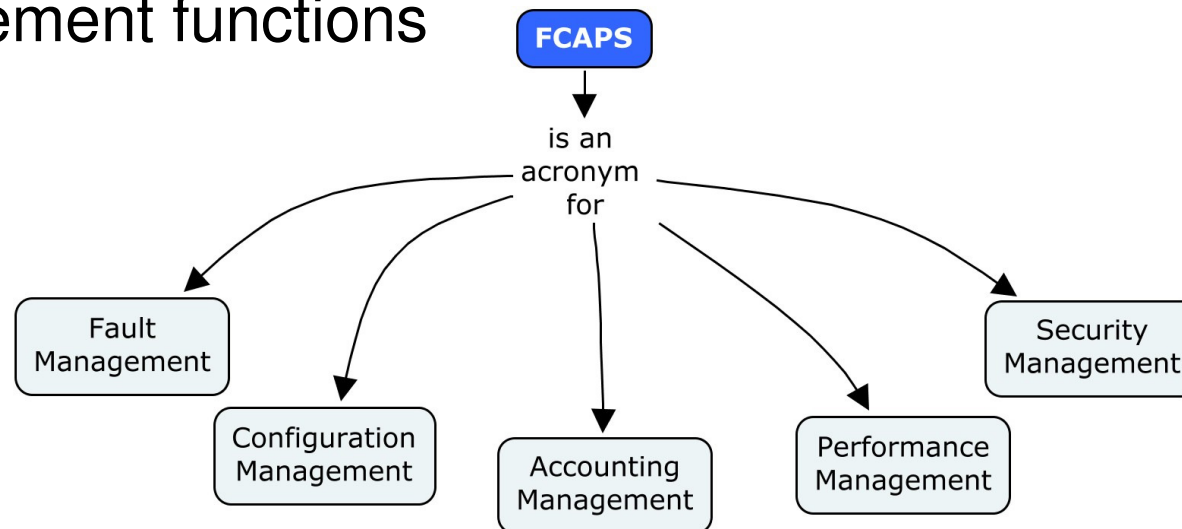 ement functions
FCAPS
is an
acronym
for
Fault
Management
Configuration
Management
Accounting
Management
Performance
Management
Security
Management